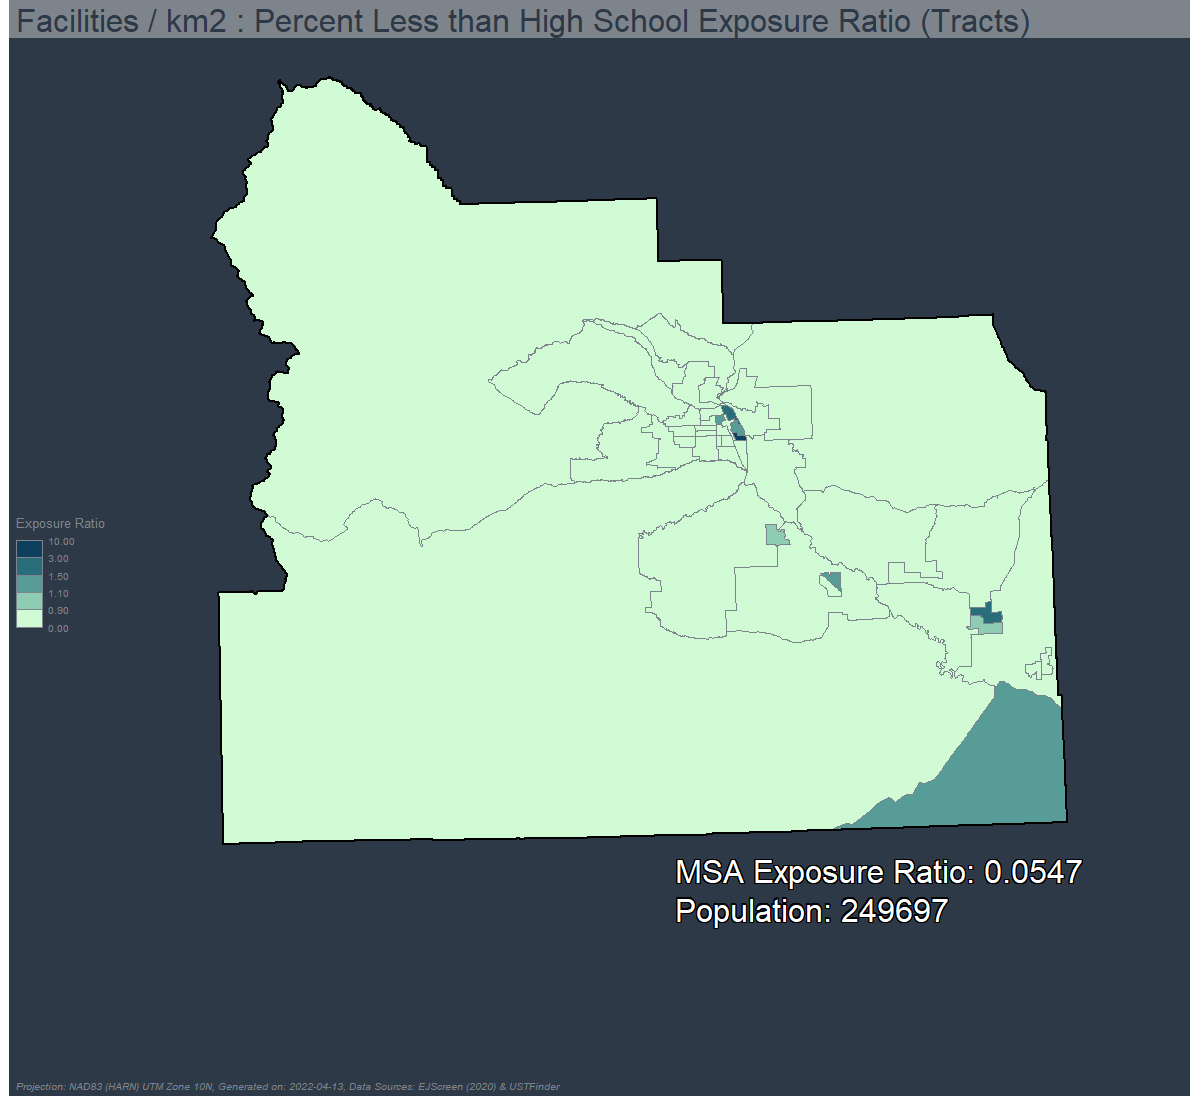 Facilities / km2 : Percent Less than High School Exposure Ratio (Tracts)
Exposure Ratio
10.00
3.00
1.50
1.10
0.90
0.00
MSA Exposure Ratio: 0.0547
Population: 249697
Projection: NAD83 (HARN) UTM Zone 10N, Generated on: 2022-04-13, Data Sources: EJScreen (2020) & USTFinder